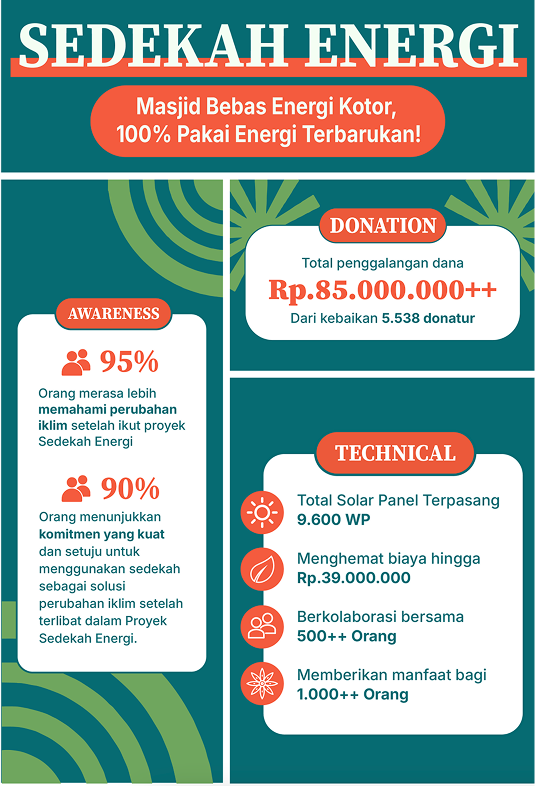 SEDEKAH ENERGI
Masjid Bebas Energi Kotor,
100% Pakai Energi Terbarukan!
AWARENESS
95%
Orang merasa lebih
memahami perubahan
iklim setelah ikut proyek
Sedekah Energi
90%
Orang menunjukkan
komitmen yang kuat
dan setuju untuk
menggunakan sedekah
sebagai solusi
perubahan iklim setelah
terlibat dalam Proyek
Sedekah Energi.
DONATION
Total penggalangan dana
Rp.85.000.000++
Dari kebaikan 5.538 donatur
TECHNICAL
Total Solar Panel Terpasang
9.600 WP
Menghemat biaya hingga
Rp.39.000.000
Berkolaborasi bersama
500++ Orang
Memberikan manfaat bagi
1.000++ Orang